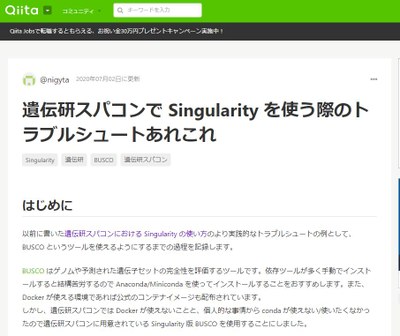 Qiita
コミュニティ
キーワードを入力
Qiita Jobsで転職するともらえる、お祝い金30万円プレゼントキャンペーン実施中！
@nigyta
2020年07月02日に更新
遺伝研スパコンで Singularity を使う際のト
ラブルシュートあれこれ
Singularity 遺伝研 BUSCO 遺伝研スパコン
はじめに
以前に書いた遺伝研スパコンにおける Singularity の使い方のより実践的なトラブルシュートの例として、
BUSCO というツールを使えるようにするまでの過程を記録します。
BUSCO はゲノムや予測された遺伝子セットの完全性を評価するツールです。依存ツールが多く手動でインスト
ールすると結構苦労するので Anaconda/Miniconda を使ってインストールすることをおすすめします。また、
Docker が使える環境であれば公式のコンテナイメージも配布されています。
しかし、遺伝研スパコンでは Docker が使えないことと、個人的な事情から conda が使えない/使いたくなかっ
たので遺伝研スパコンに用意されている Singularity 版 BUSCO を使用することにしました。